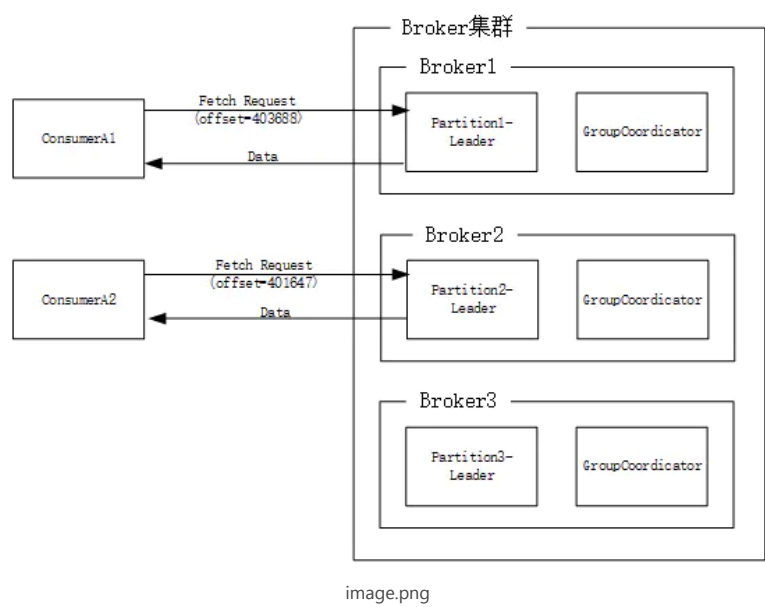 Broker集群
Broker1
Fetch Request
(offset=403688)
ConsumerA1
Partition1-
Leader
GroupCoordicator
Data
Broker2
Fetch Request
(offset=401647)
ConsumerA2
Partition2-
Leader
GroupCoordicator
Data
Broker3
Partition3-
Leader
GroupCoordicator
image.png